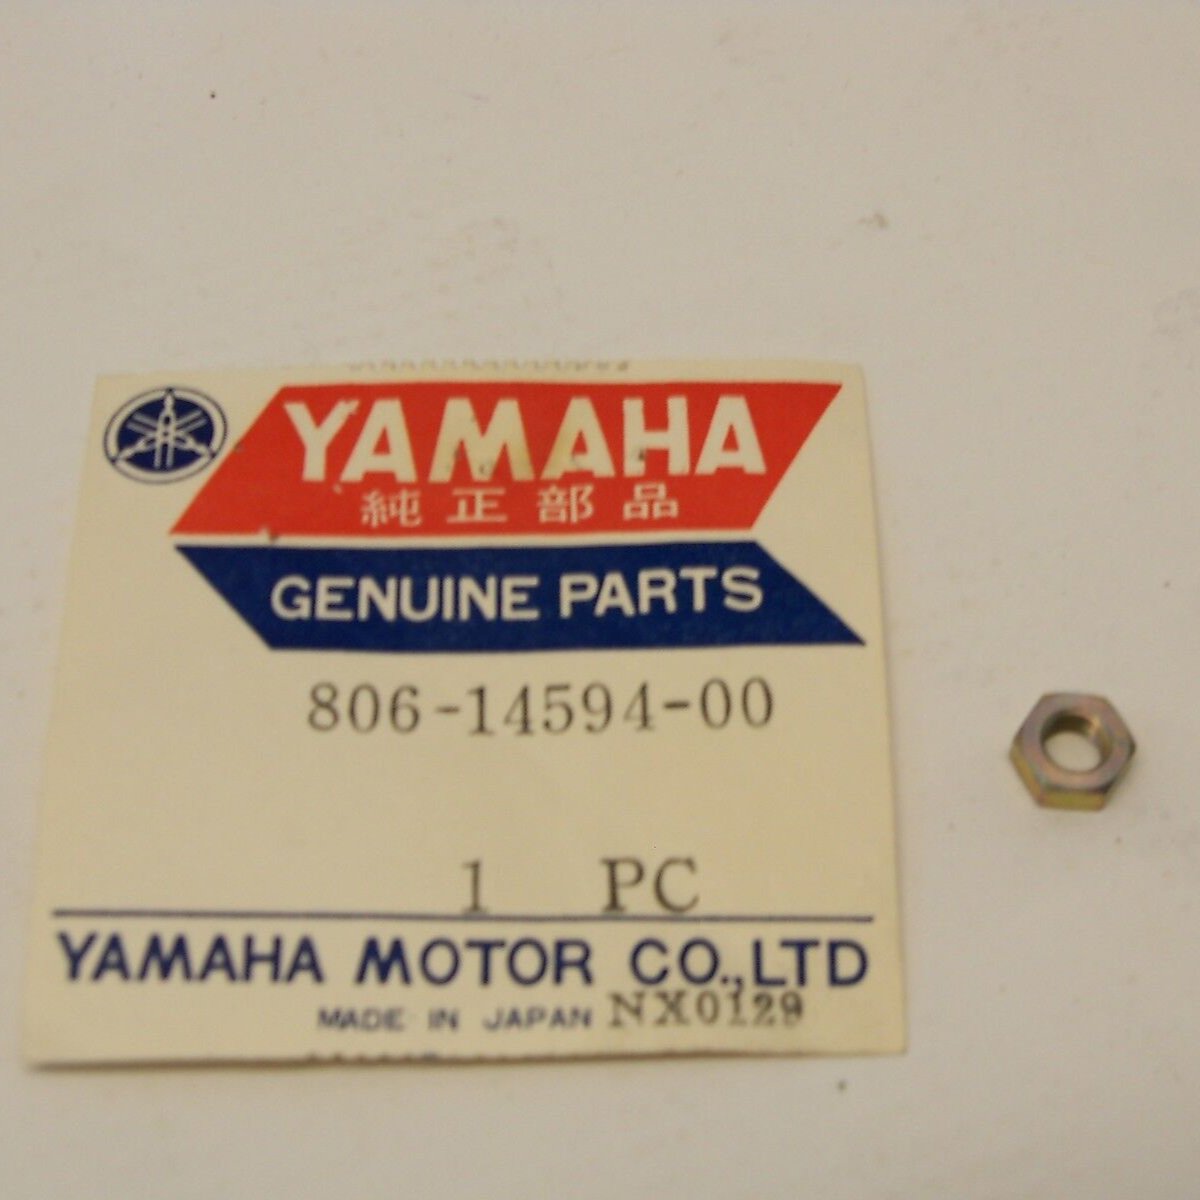 YAMAHA
純正部品
GENUINE PARTS
806-14594-00
1 PC
YAMAHA MOTOR CO.,LTD
MADE IN JAPAN NX0129